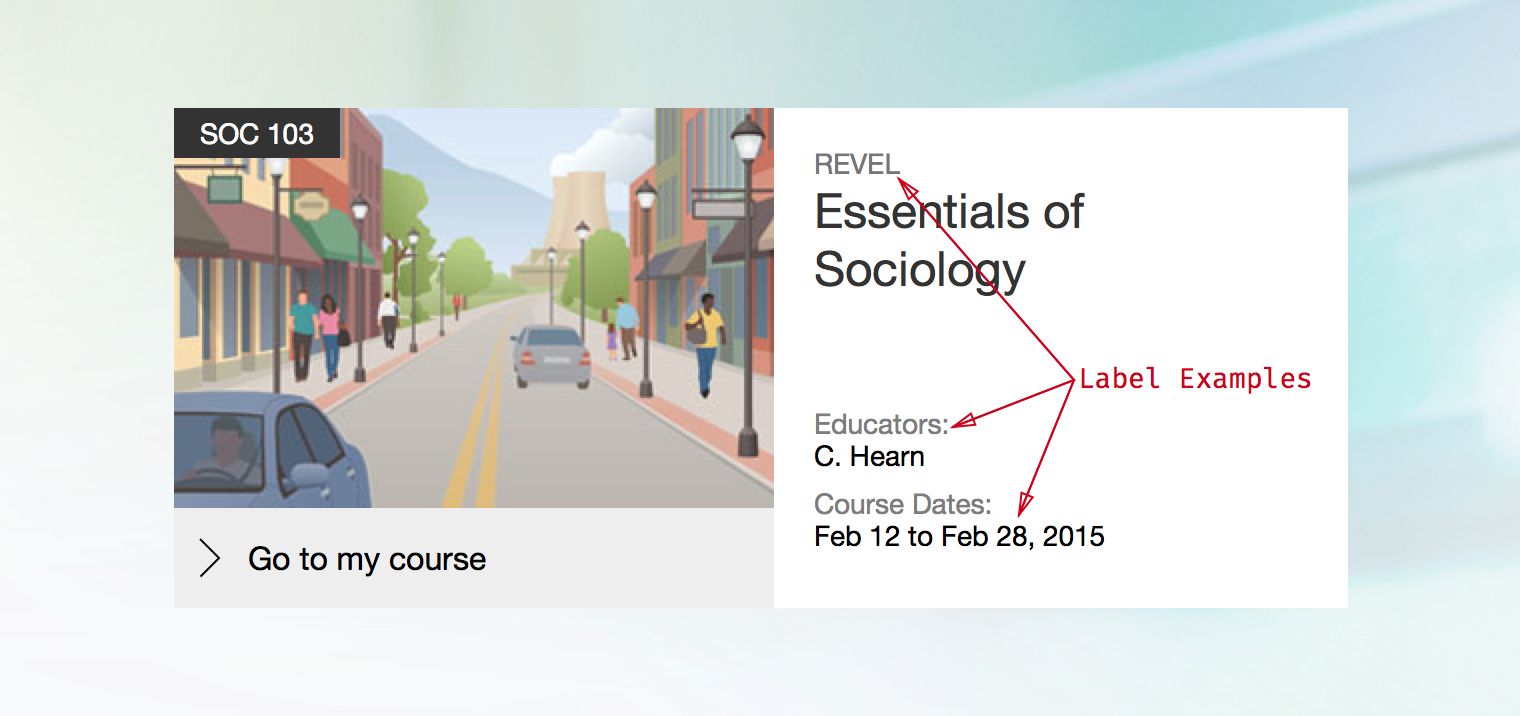 SOC 103
REVEL
Essentials of
Sociology
Label Examples
Educators:
C. Hearn
Course Dates:
Feb 12 to Feb 28, 2015
Go to my course